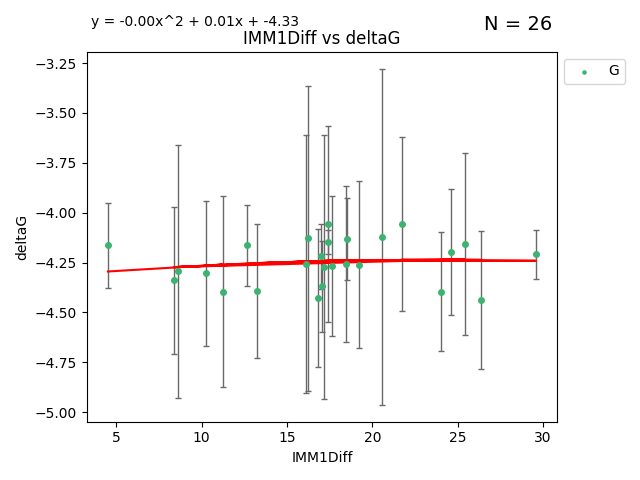 y = -0.00x^2 + 0.01x + -4.33
N = 26
IMM1Diff vs deltaG
G
−3.25
−3.50
−3.75
−4.00
−4.25
−4.50
−4.75
−5.00
deltaG
5 10 15 20 25 30
IMM1Diff